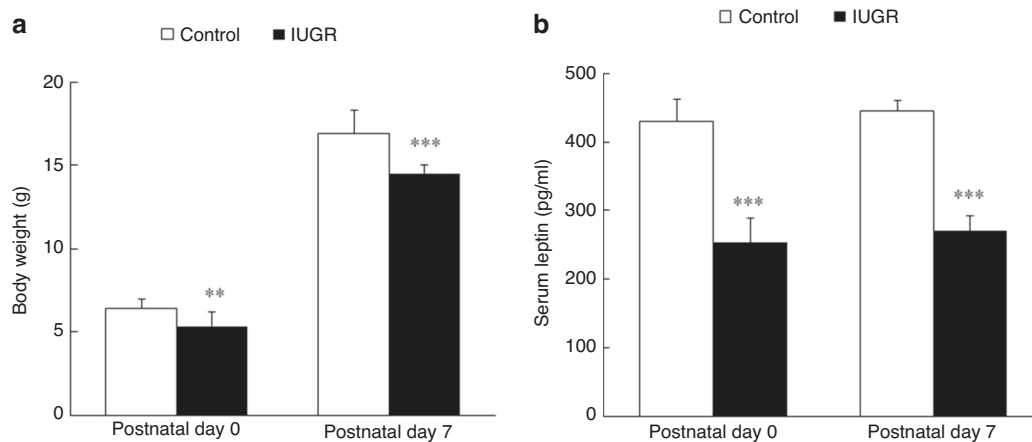 a
Control IUGR
20
15
10
5
0
Body weight (g)
**
***
Postnatal day 0 Postnatal day 7
b
Control IUGR
500
400
300
200
100
0
Serum leptin (pg/ml)
***
***
Postnatal day 0 Postnatal day 7